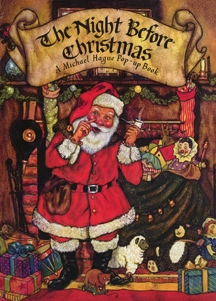 The Night Before
Christmas
A Michael Hague Pop-up Book